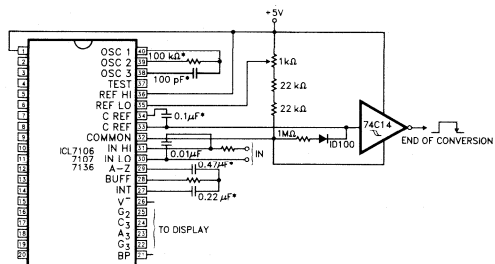 +5V
1 OSC 1 40
2 OSC 2 39 100 kΩ*
3 OSC 3 38 100 pF*
4 TEST 37
5 REF HI 36
6 REF LO 35
7 C REF 34 0.1μF*
8 C REF 33
9 COMMON 32
10 IN HI 31 0.01μF
11 IN LO 30
12 A-Z 29 0.47μF*
13 BUFF 28
14 INT 27 0.22μF*
15 V⁻ 26
16 G2 25
17 C3 24
18 A3 23
19 G3 22
20 BP 21
ICL7106
7107
7136
1kΩ
22 kΩ
22 kΩ
1MΩ
ID100
IN
74C14
END OF CONVERSION
TO DISPLAY